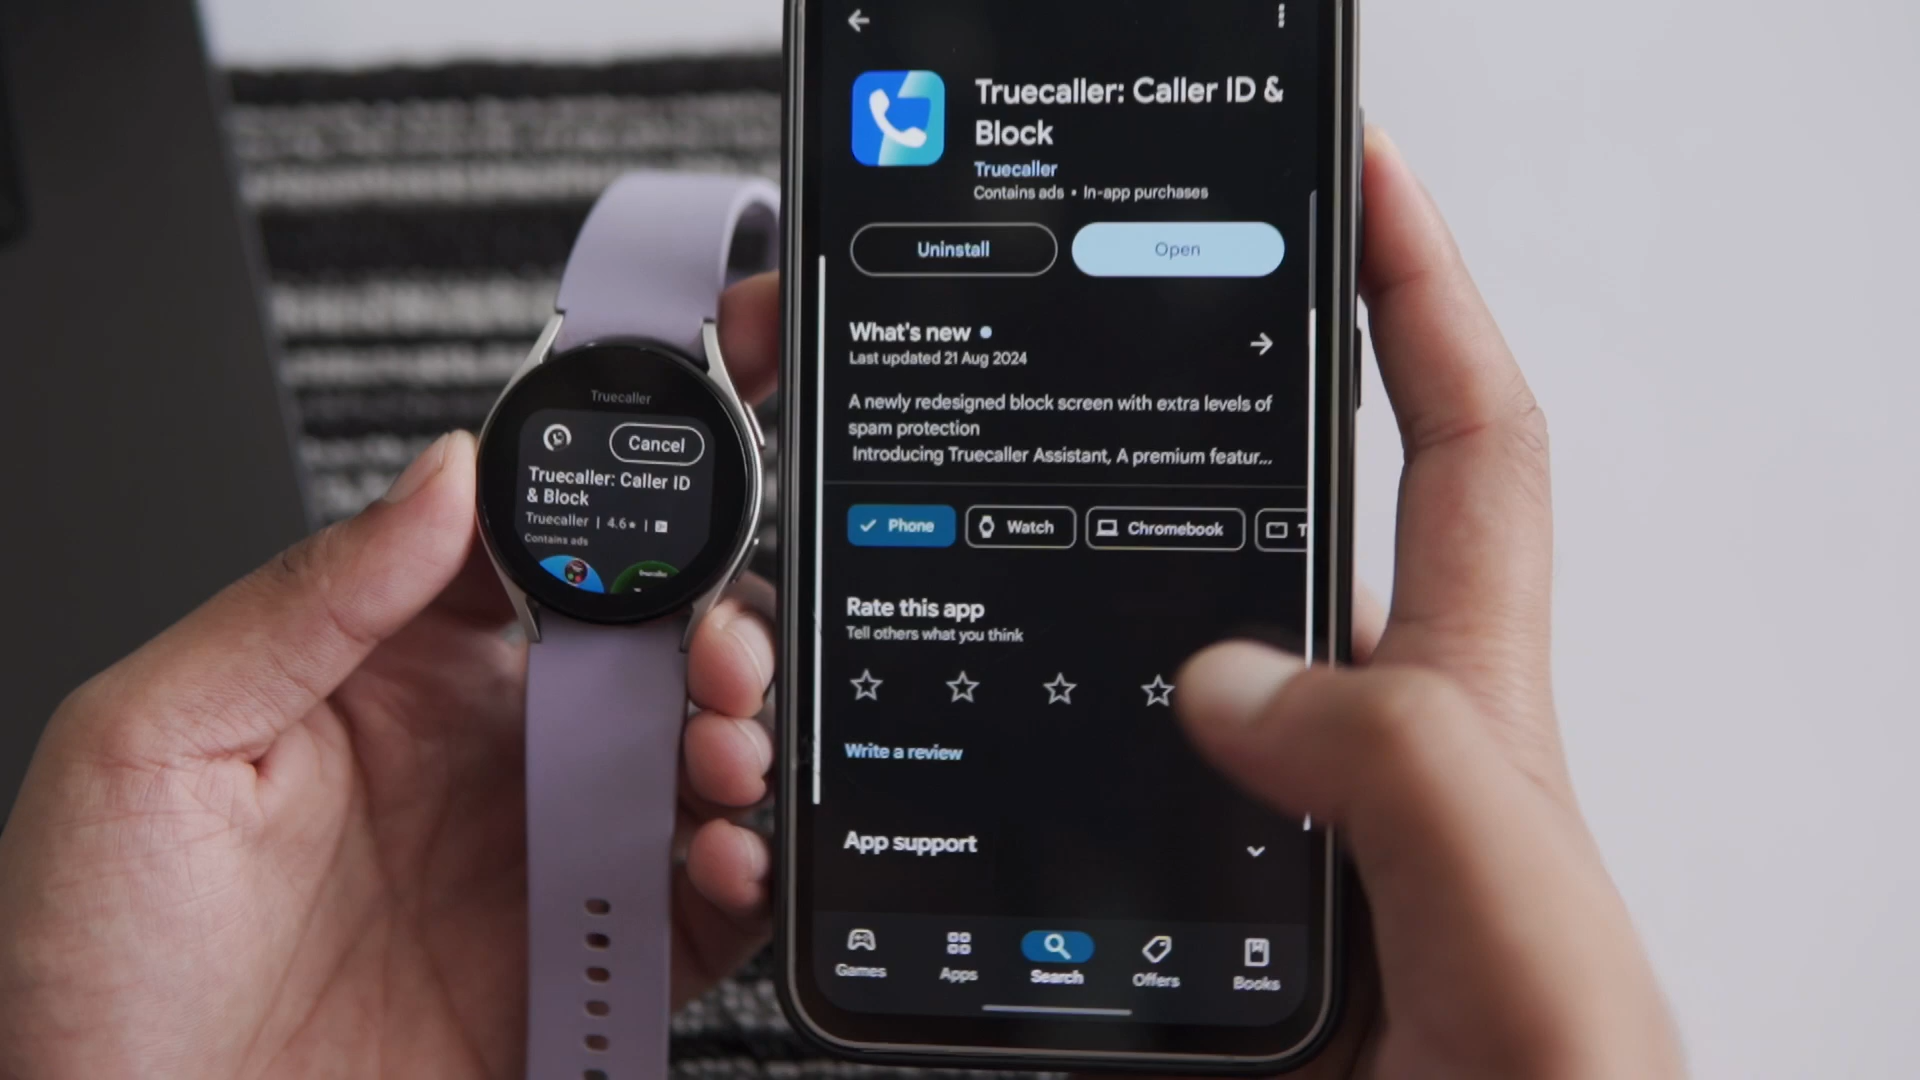 Truecaller
Cancel
Truecaller: Caller ID
& Block
Truecaller | 4.6★ |
Contains ads
Truecaller: Caller ID &
Block
Truecaller
Contains ads • In-app purchases
Uninstall
Open
What's new
Last updated 21 Aug 2024
A newly redesigned block screen with extra levels of
spam protection
Introducing Truecaller Assistant, A premium featur...
Phone
Watch
Chromebook
T
Rate this app
Tell others what you think
Write a review
App support
Games
Apps
Search
Offers
Books